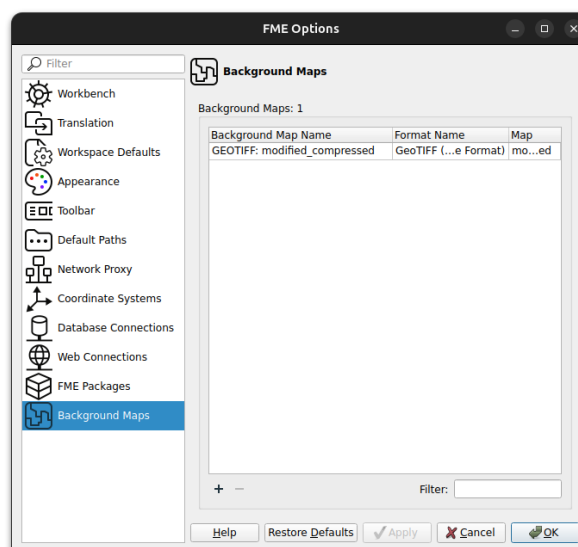 FME Options
Filter
Workbench
Translation
Workspace Defaults
Appearance
Toolbar
Default Paths
Network Proxy
Coordinate Systems
Database Connections
Web Connections
FME Packages
Background Maps
Background Maps
Background Maps: 1
Background Map Name Format Name Map
GEOTIFF: modified_compressed GeoTIFF (...e Format) mo...ed
Filter:
Help Restore Defaults Apply Cancel OK